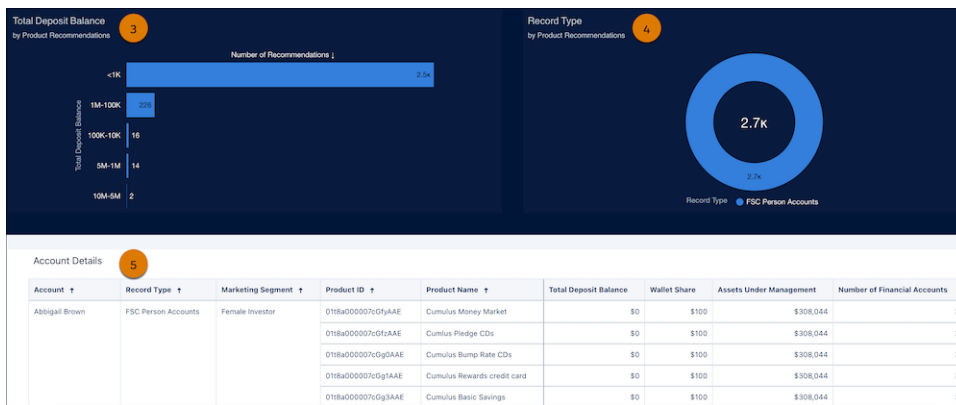 Total Deposit Balance
by Product Recommendations
3
Number of Recommendations ↓
Total Deposit Balance
<1K 2.5K
1M-100K 226
100K-10K 16
5M-1M 14
10M-5M 2
Record Type
by Product Recommendations
4
2.7K
2.7K
Record Type FSC Person Accounts
Account Details
5
Account ↑ Record Type ↑ Marketing Segment ↑ Product ID ↑ Product Name ↑ Total Deposit Balance Wallet Share Assets Under Management Number of Financial Accounts
Abbigail Brown FSC Person Accounts Female Investor 01t8a000007cGfyAAE Cumulus Money Market $0 $100 $308,044
01t8a000007cGfzAAE Cumlus Pledge CDs $0 $100 $308,044
01t8a000007cGg0AAE Cumulus Bump Rate CDs $0 $100 $308,044
01t8a000007cGg1AAE Cumulus Rewards credit card $0 $100 $308,044
01t8a000007cGg3AAE Cumulus Basic Savings $0 $100 $308,044